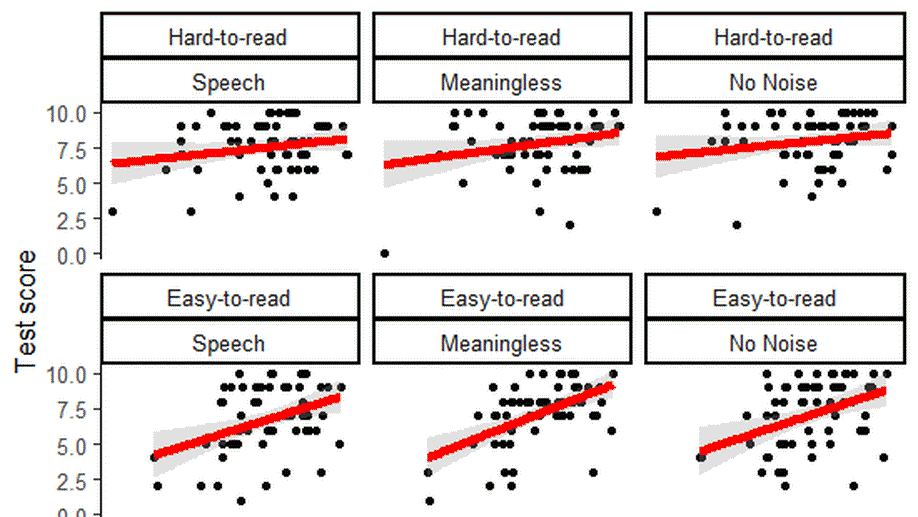 Hard-to-read Hard-to-read Hard-to-read
Speech Meaningless No Noise
10.0
7.5
5.0
2.5
0.0
Test score
Easy-to-read Easy-to-read Easy-to-read
Speech Meaningless No Noise
10.0
7.5
5.0
2.5
0.0